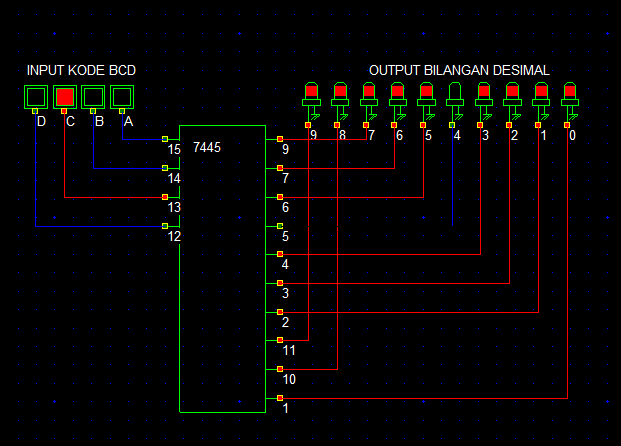 INPUT KODE BCD
OUTPUT BILANGAN DESIMAL
D C B A
9 8 7 6 5 4 3 2 1 0
7445
15 9
14 7
13 6
12 5
4
3
2
11
10
1